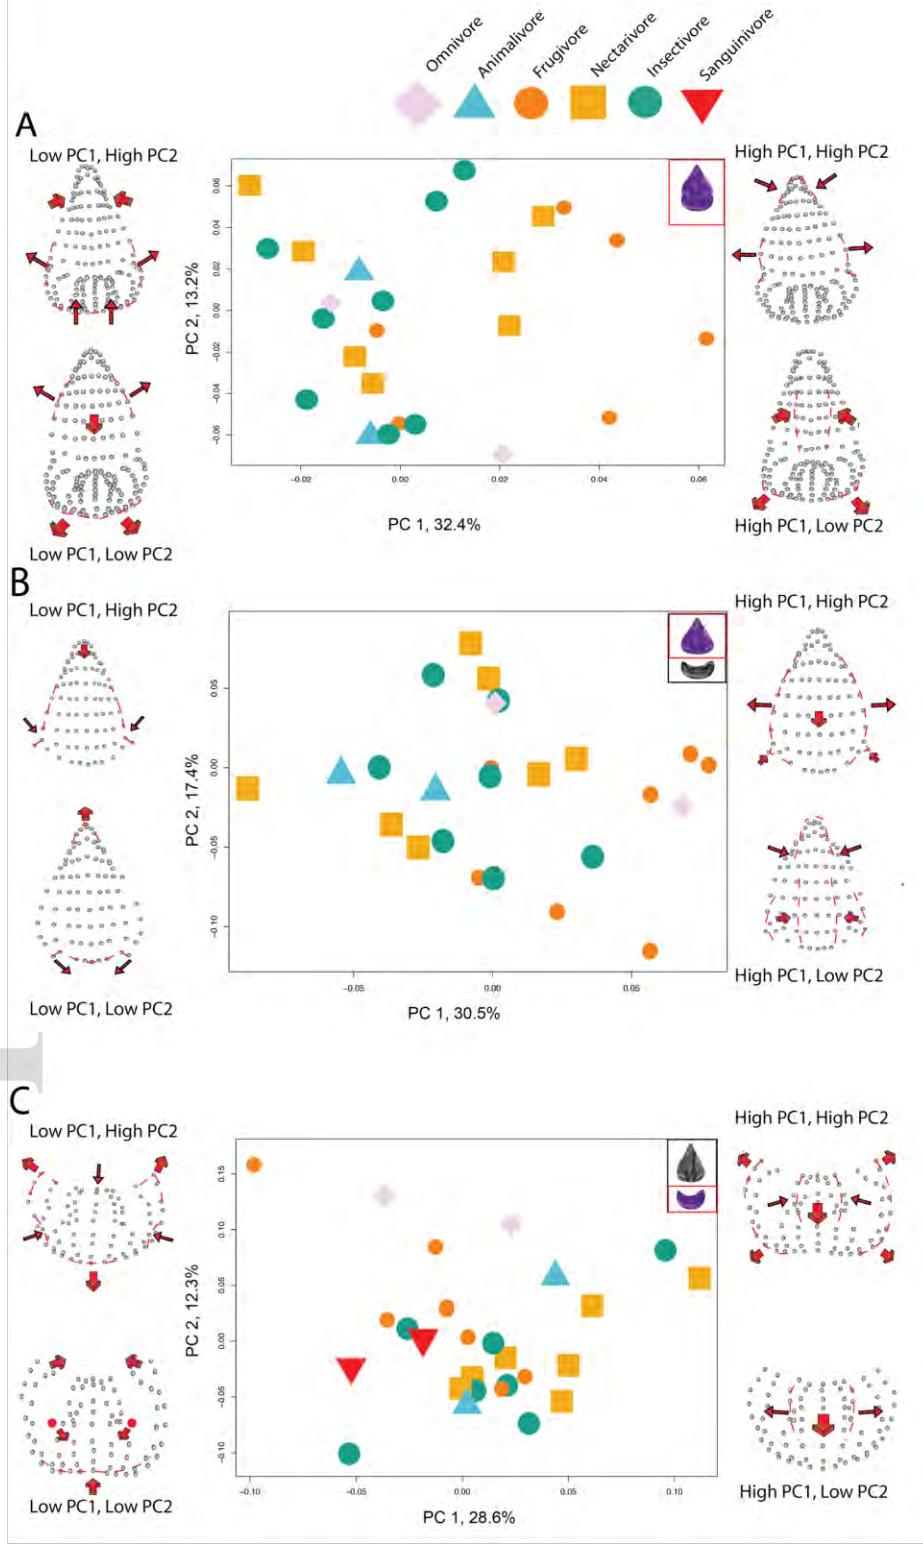 Omnivore
Animalivore
Frugivore
Nectarivore
Insectivore
Sanguinivore
A
Low PC1, High PC2
High PC1, High PC2
0.06
0.04
0.02
0.00
−0.02
−0.04
−0.06
PC 2, 13.2%
−0.02
0.00
0.02
0.04
0.06
PC 1, 32.4%
Low PC1, Low PC2
High PC1, Low PC2
B
Low PC1, High PC2
High PC1, High PC2
0.05
0.00
−0.05
−0.10
PC 2, 17.4%
−0.05
0.00
0.05
PC 1, 30.5%
Low PC1, Low PC2
High PC1, Low PC2
C
Low PC1, High PC2
High PC1, High PC2
0.15
0.10
0.05
0.00
−0.05
−0.10
PC 2, 12.3%
−0.10
−0.05
0.00
0.05
0.10
PC 1, 28.6%
Low PC1, Low PC2
High PC1, Low PC2